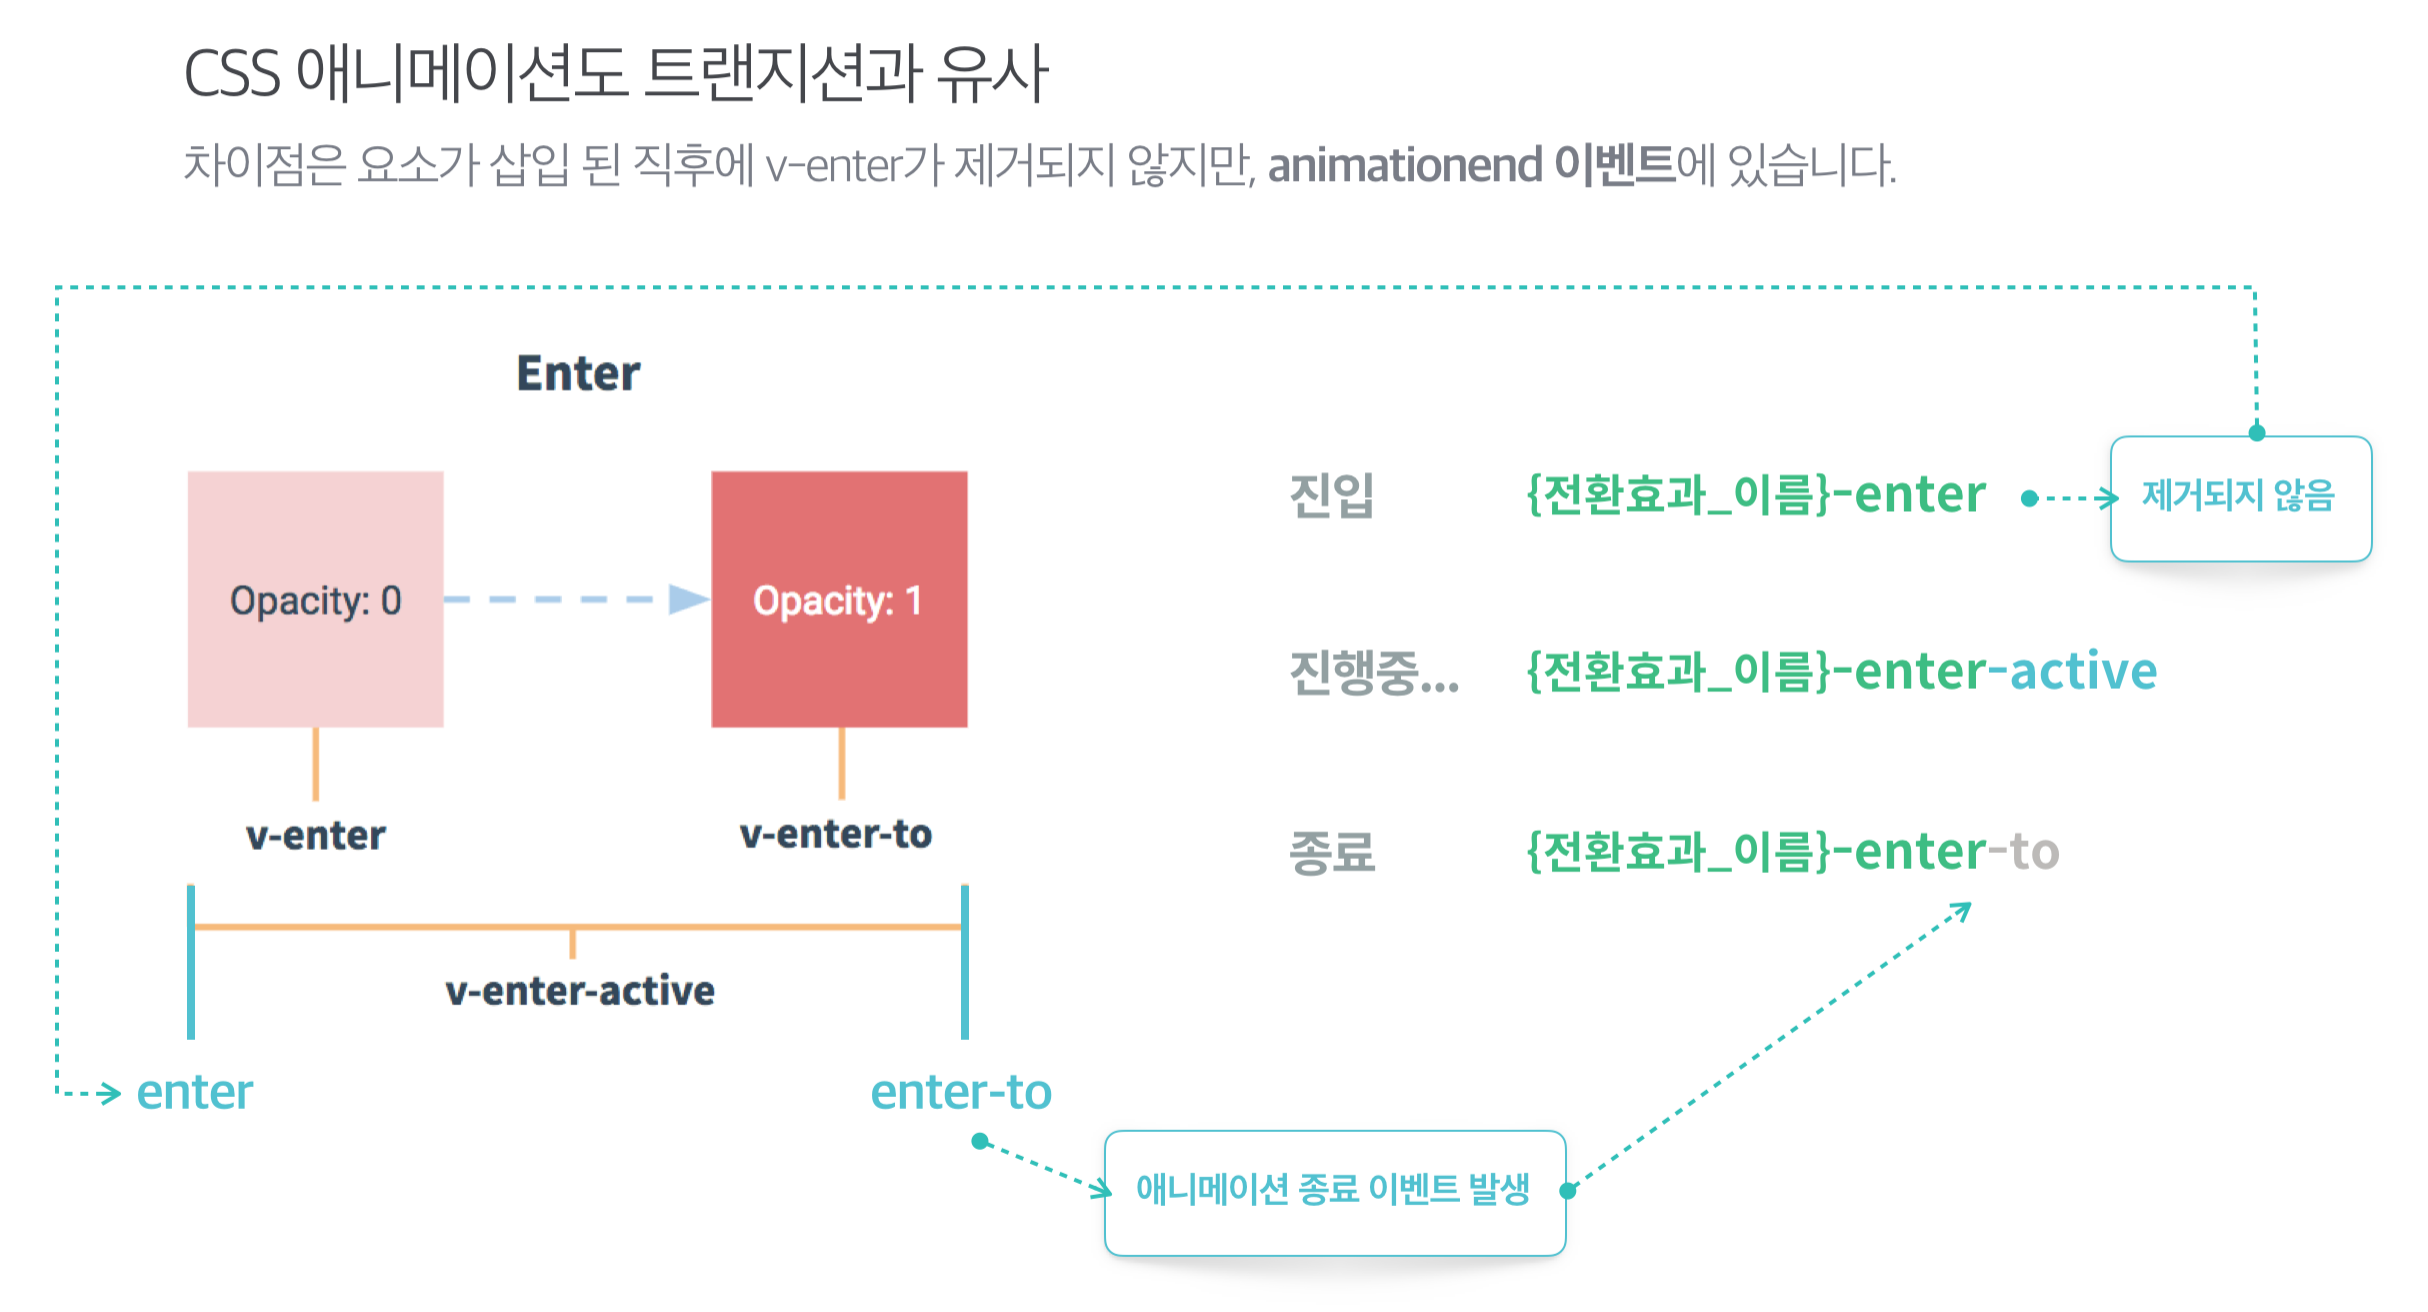 CSS 애니메이션도 트랜지션과 유사
차이점은 요소가 삽입 된 직후에 v-enter가 제거되지 않지만, animationend 이벤트에 있습니다.
Enter
Opacity: 0
Opacity: 1
v-enter
v-enter-to
v-enter-active
enter
enter-to
진입 {전환효과_이름}-enter 제거되지 않음
진행중... {전환효과_이름}-enter-active
종료 {전환효과_이름}-enter-to
애니메이션 종료 이벤트 발생